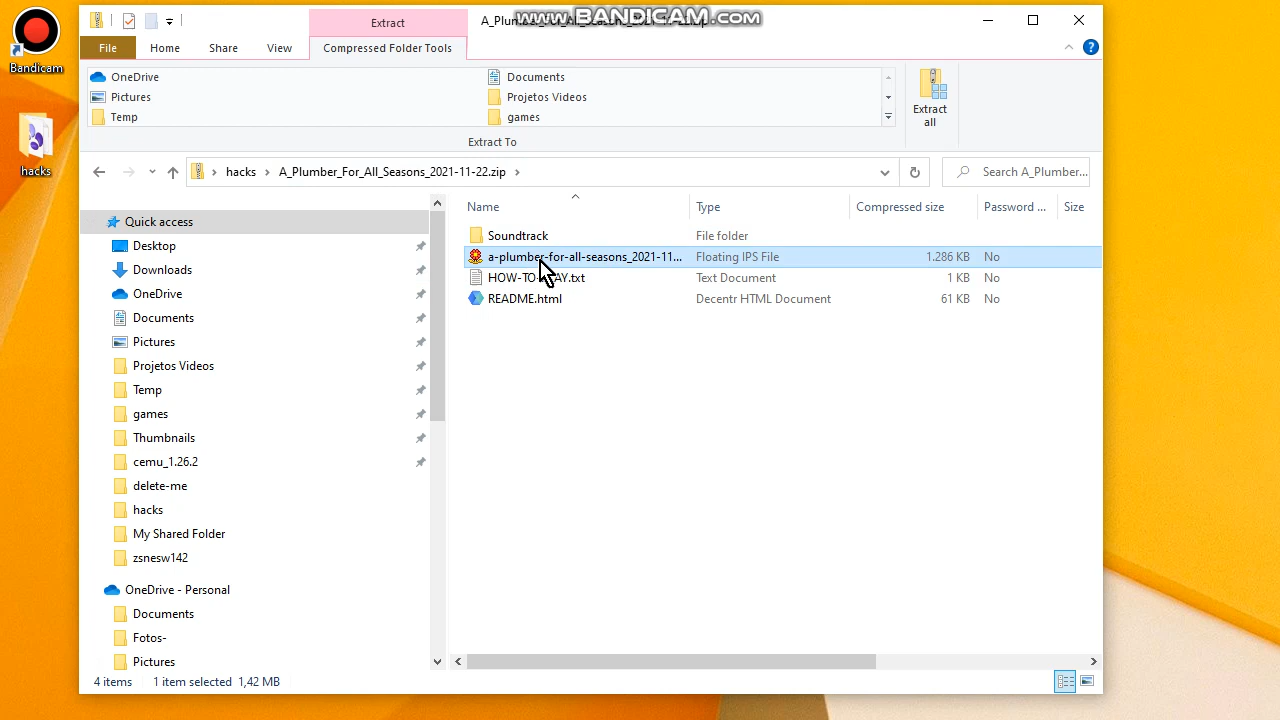 Bandicam
hacks
Extract
www.BANDICAM.com
File
Home
Share
View
Compressed Folder Tools
OneDrive
Documents
Pictures
Projetos Videos
Temp
games
Extract all
Extract To
hacks
A_Plumber_For_All_Seasons_2021-11-22.zip
Search A_Plumber...
Name
Type
Compressed size
Password ...
Size
Quick access
Desktop
Downloads
OneDrive
Documents
Pictures
Projetos Videos
Temp
games
Thumbnails
cemu_1.26.2
delete-me
hacks
My Shared Folder
zsnesw142
OneDrive - Personal
Documents
Fotos-
Pictures
Soundtrack
File folder
a-plumber-for-all-seasons_2021-11...
Floating IPS File
1.286 KB
No
Text Document
1 KB
No
README.html
Decentr HTML Document
61 KB
No
4 items
1 item selected 1,42 MB